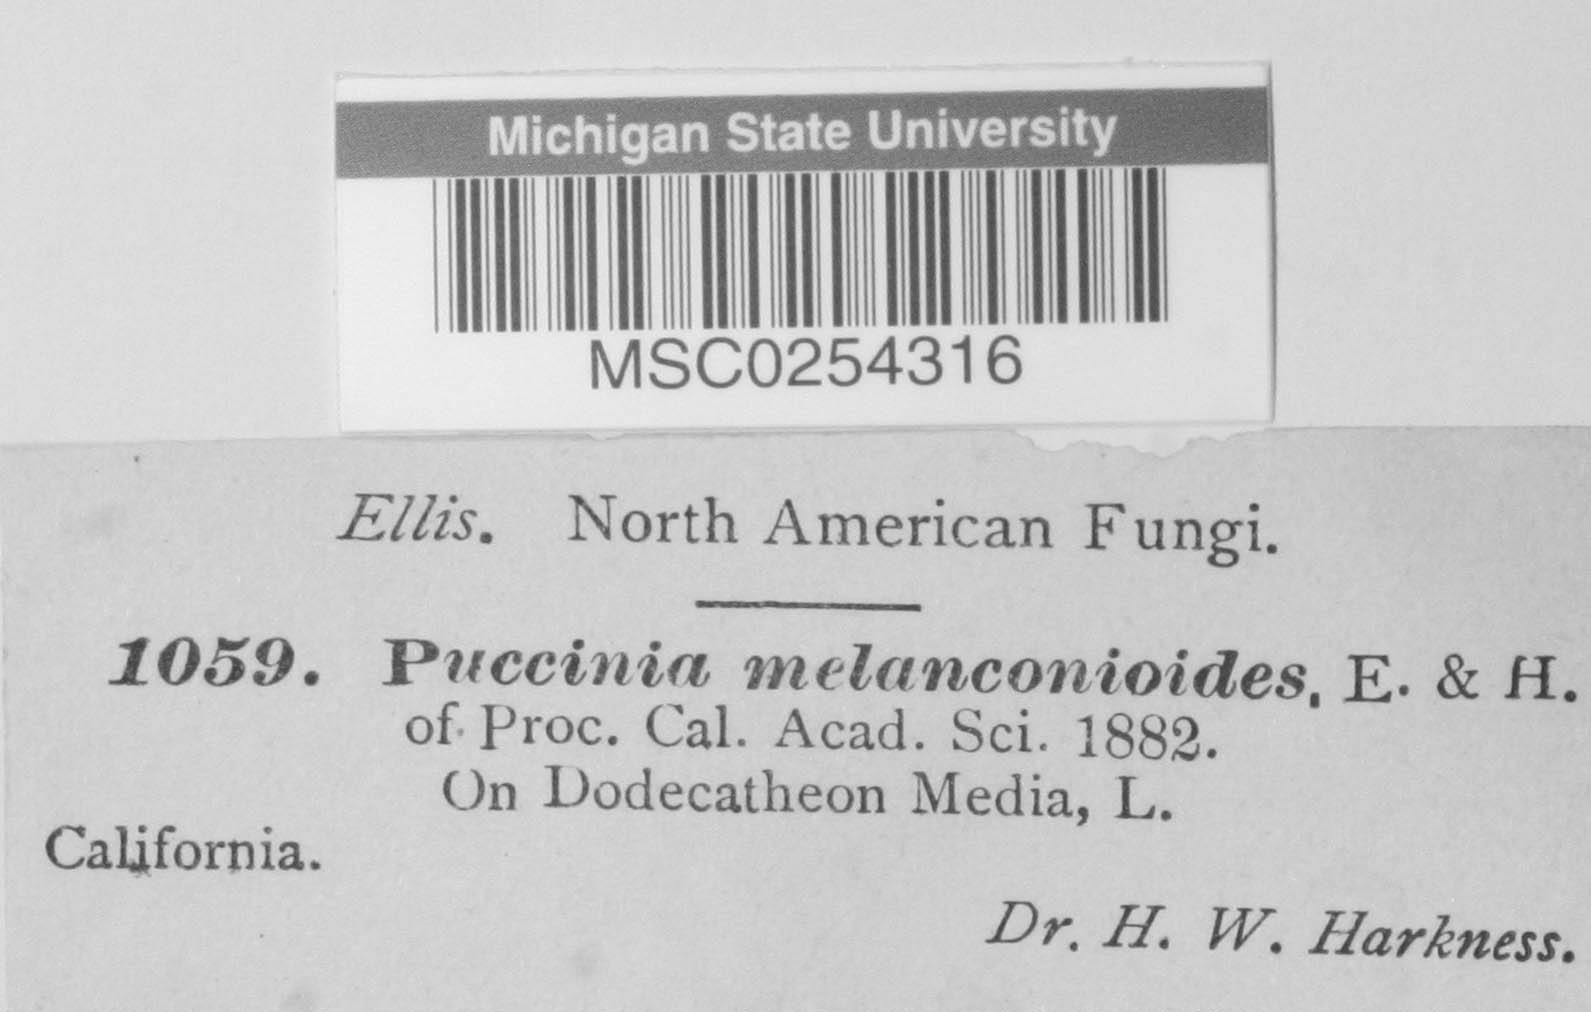 Michigan State University
MSC0254316
Ellis. North American Fungi.
1059. Puccinia melanconioides, E. & H.
of Proc. Cal. Acad. Sci. 1882.
On Dodecatheon Media, L.
California.
Dr. H. W. Harkness.